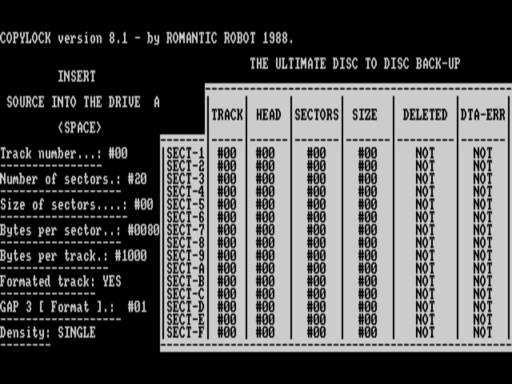 COPYLOCK version 8.1 - by ROMANTIC ROBOT 1988.
THE ULTIMATE DISC TO DISC BACK-UP
INSERT
SOURCE INTO THE DRIVE A
<SPACE>
Track number...: #00
Number of sectors.: #20
Size of sectors....: #00
Bytes per sector..: #0080
Bytes per track.: #1000
Formated track: YES
GAP 3 [ Format ].: #01
Density: SINGLE
TRACK HEAD SECTORS SIZE DELETED DTA-ERR
SECT-1 #00 #00 #00 #00 NOT NOT
SECT-2 #00 #00 #00 #00 NOT NOT
SECT-3 #00 #00 #00 #00 NOT NOT
SECT-4 #00 #00 #00 #00 NOT NOT
SECT-5 #00 #00 #00 #00 NOT NOT
SECT-6 #00 #00 #00 #00 NOT NOT
SECT-7 #00 #00 #00 #00 NOT NOT
SECT-8 #00 #00 #00 #00 NOT NOT
SECT-9 #00 #00 #00 #00 NOT NOT
SECT-A #00 #00 #00 #00 NOT NOT
SECT-B #00 #00 #00 #00 NOT NOT
SECT-C #00 #00 #00 #00 NOT NOT
SECT-D #00 #00 #00 #00 NOT NOT
SECT-E #00 #00 #00 #00 NOT NOT
SECT-F #00 #00 #00 #00 NOT NOT